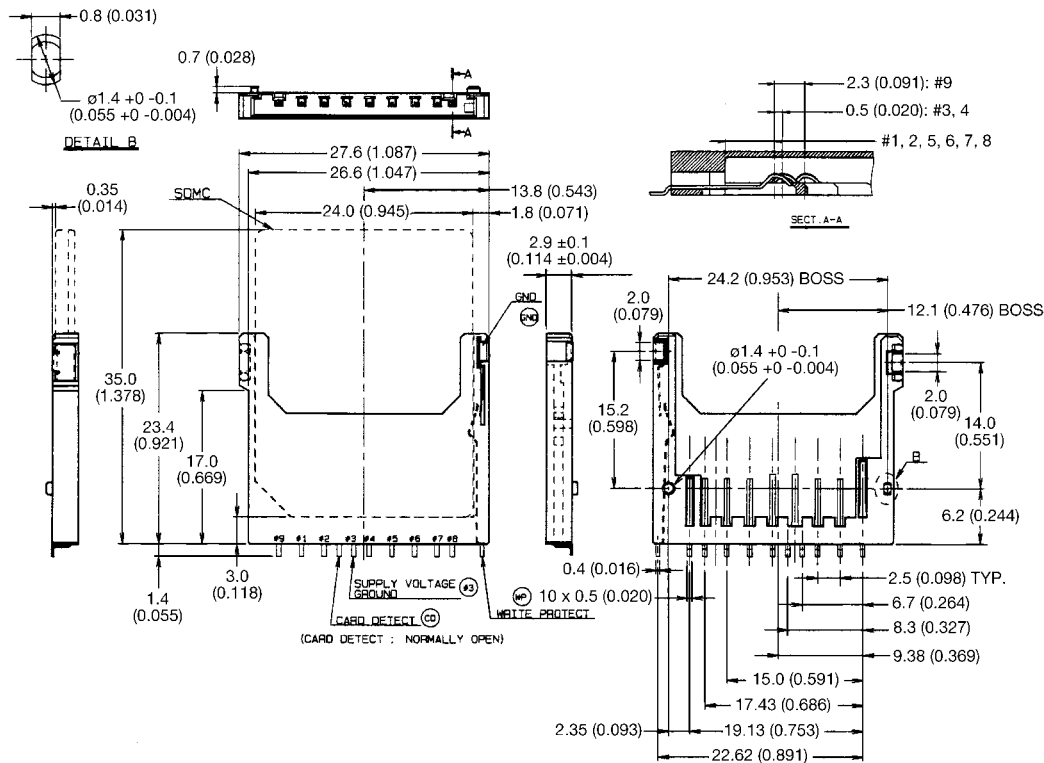 0.8 (0.031)
ø1.4 +0 -0.1
(0.055 +0 -0.004)
DETAIL B
0.7 (0.028)
A
A
27.6 (1.087)
26.6 (1.047)
13.8 (0.543)
SDMC
24.0 (0.945)
1.8 (0.071)
0.35
(0.014)
2.9 ±0.1
(0.114 ±0.004)
GND
GND
35.0
(1.378)
23.4
(0.921)
17.0
(0.669)
#9 #1 #2 #3 #4 #5 #6 #7 #8
1.4
(0.055)
3.0
(0.118)
SUPPLY VOLTAGE
GROUND
#3
CARD DETECT
CD
WP
WRITE PROTECT
(CARD DETECT ; NORMALLY OPEN)
2.3 (0.091): #9
0.5 (0.020): #3, 4
#1, 2, 5, 6, 7, 8
SECT.A-A
24.2 (0.953) BOSS
12.1 (0.476) BOSS
2.0
(0.079)
ø1.4 +0 -0.1
(0.055 +0 -0.004)
15.2
(0.598)
2.0
(0.079)
14.0
(0.551)
B
6.2 (0.244)
0.4 (0.016)
10 x 0.5 (0.020)
2.5 (0.098) TYP.
6.7 (0.264)
8.3 (0.327)
9.38 (0.369)
15.0 (0.591)
17.43 (0.686)
2.35 (0.093)
19.13 (0.753)
22.62 (0.891)